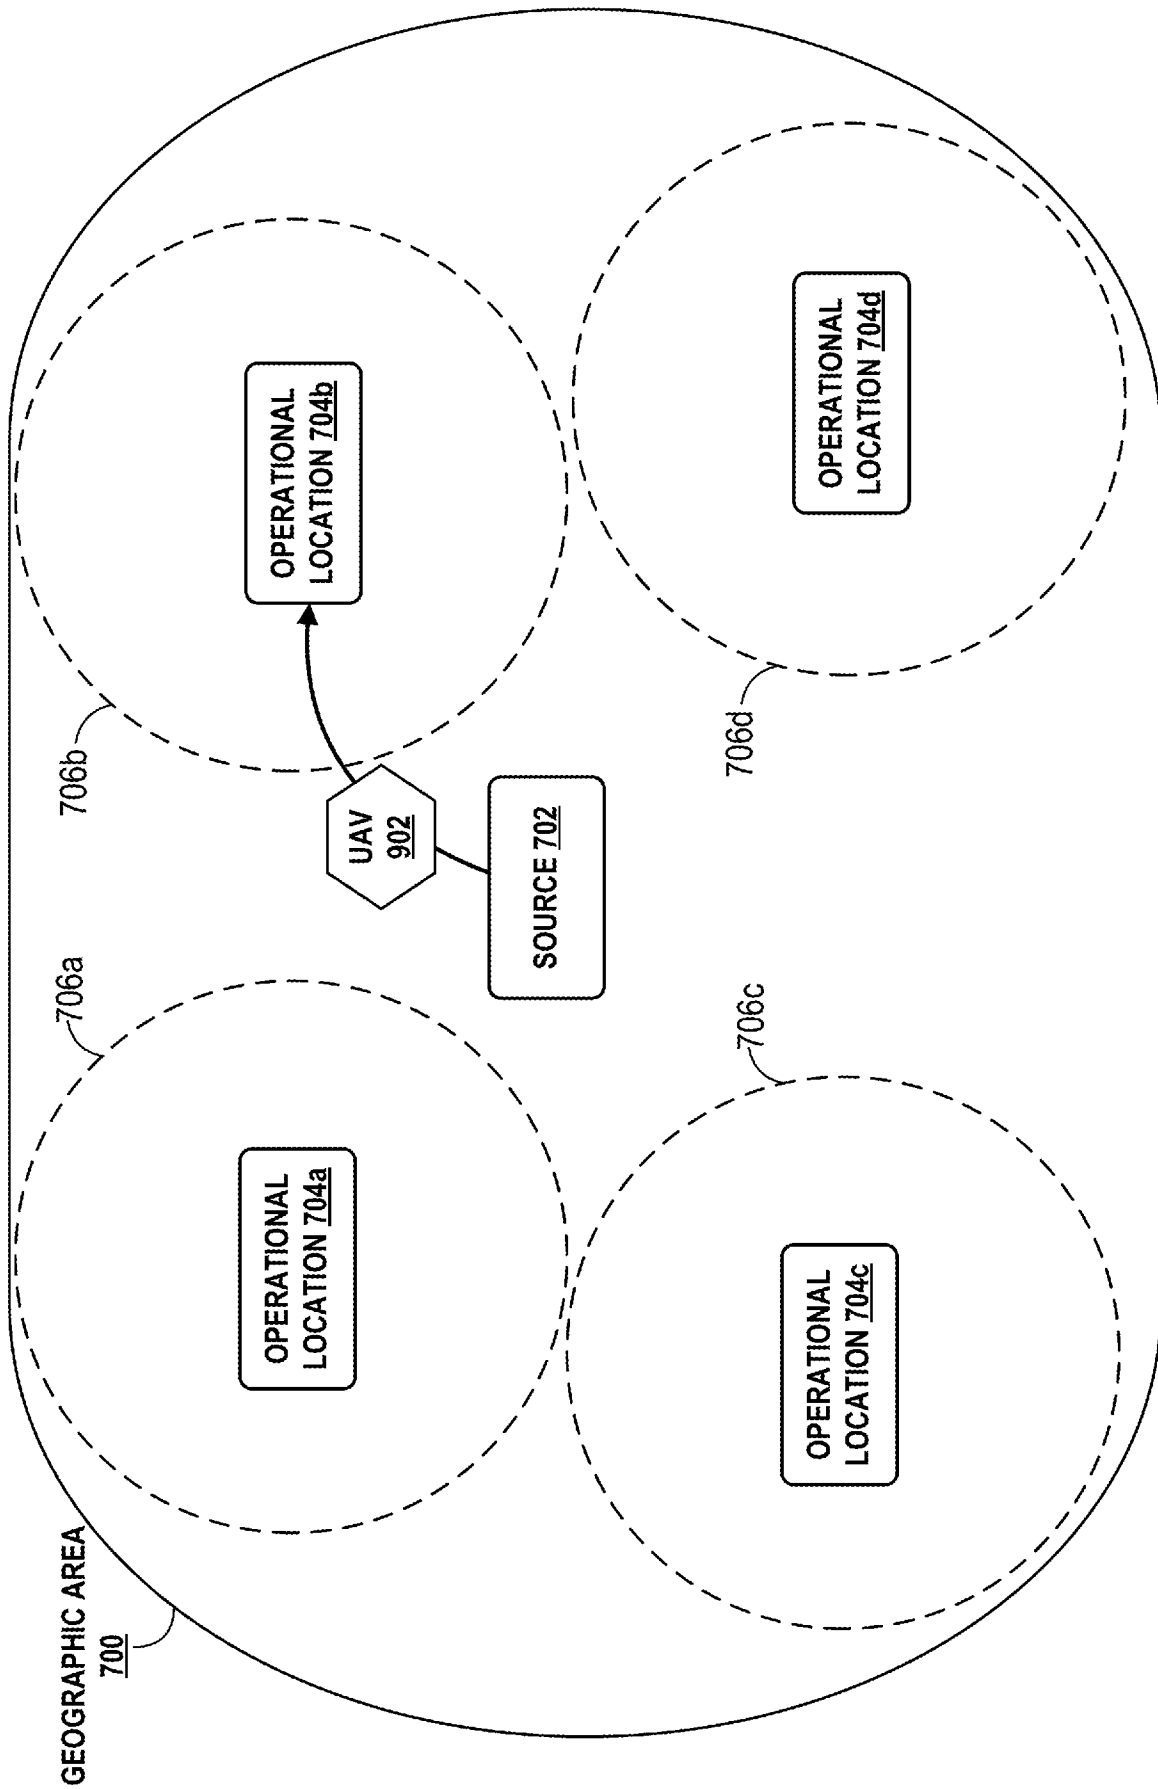 GEOGRAPHIC AREA
700
706a
706b
OPERATIONAL
LOCATION 704a
OPERATIONAL
LOCATION 704b
UAV
902
SOURCE 702
706c
706d
OPERATIONAL
LOCATION 704c
OPERATIONAL
LOCATION 704d